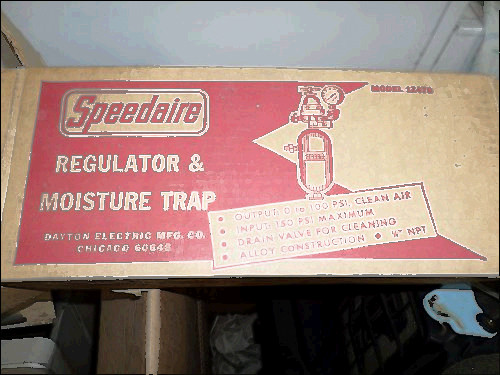 Speedaire
REGULATOR &
MOISTURE TRAP
DAYTON ELECTRIC MFG. CO.
CHICAGO 60648
MODEL
• OUTPUT: 0 to 100 PSI, CLEAN AIR
• INPUT: 150 PSI MAXIMUM
• DRAIN VALVE FOR CLEANING
• ALLOY CONSTRUCTION • ¼" NPT